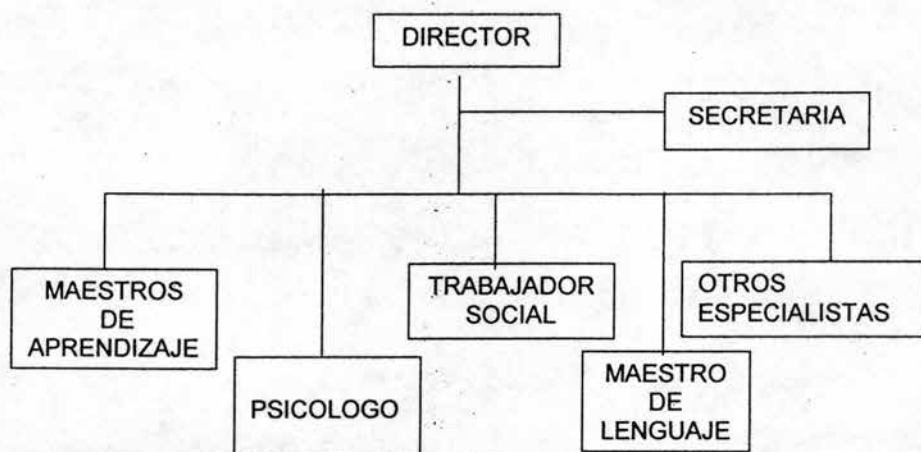 DIRECTOR
SECRETARIA
MAESTROS
DE
APRENDIZAJE
PSICOLOGO
TRABAJADOR
SOCIAL
MAESTRO
DE
LENGUAJE
OTROS
ESPECIALISTAS